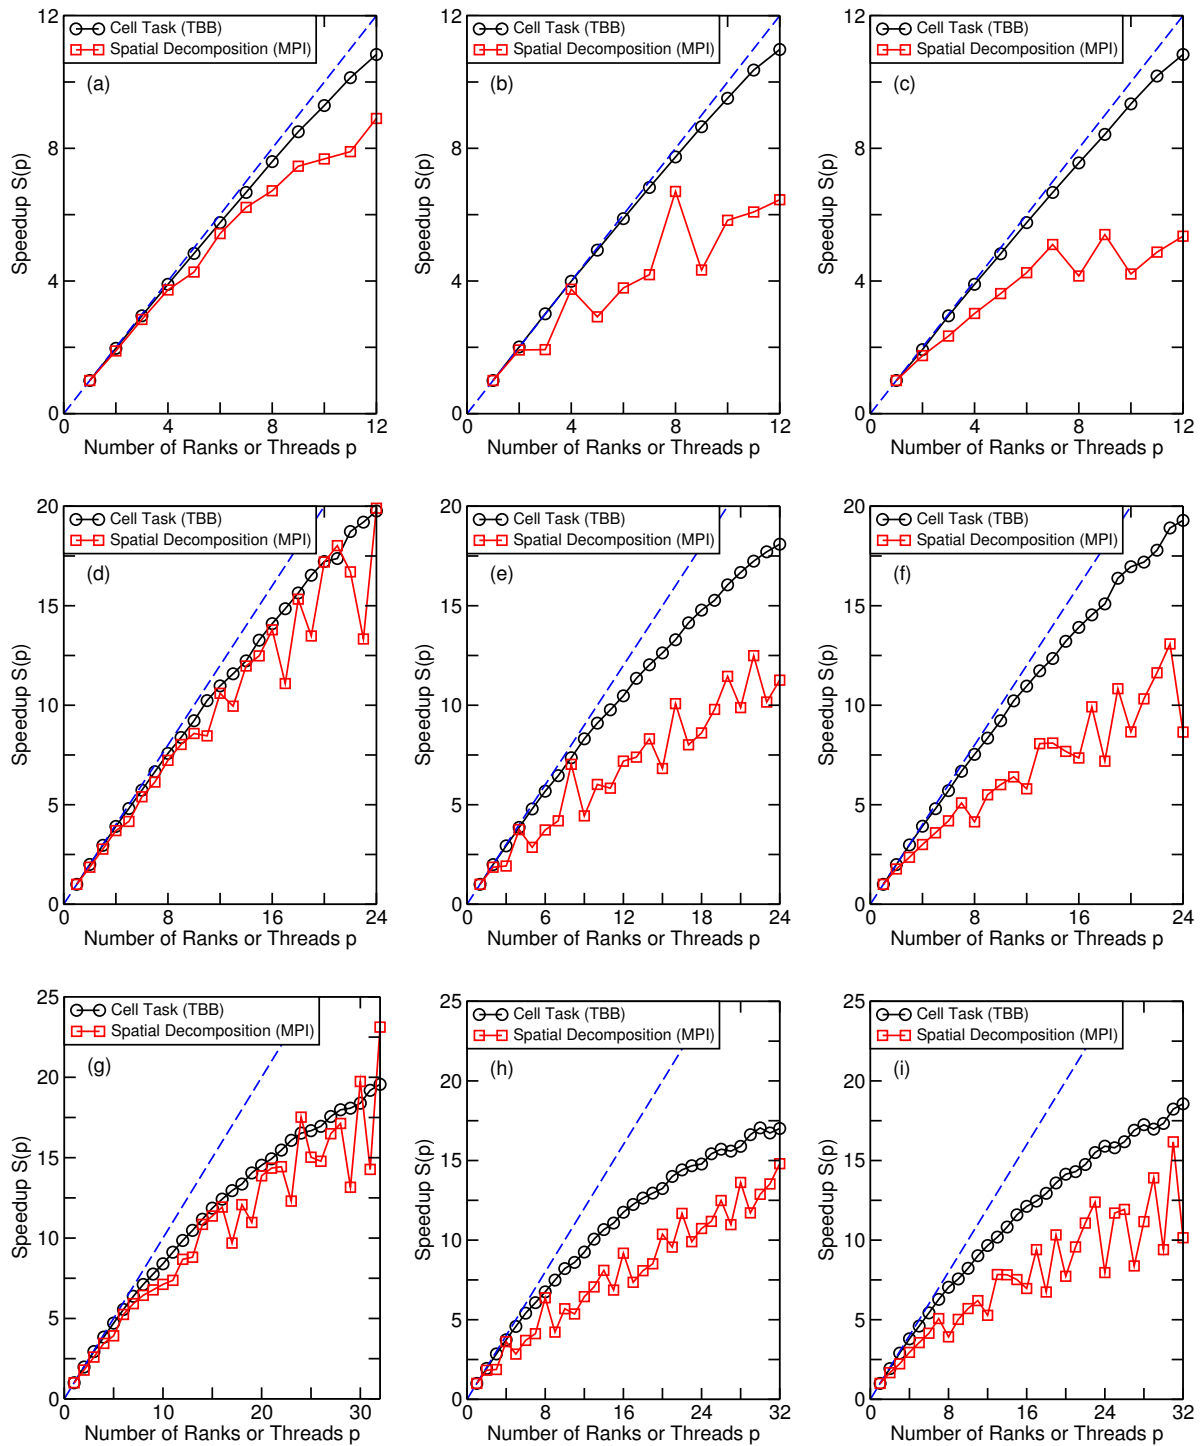 12
8
4
0
Speedup S(p)
Cell Task (TBB)
Spatial Decomposition (MPI)
(a)
0 4 8 12
Number of Ranks or Threads p
12
8
4
0
Speedup S(p)
Cell Task (TBB)
Spatial Decomposition (MPI)
(b)
0 4 8 12
Number of Ranks or Threads p
12
8
4
0
Speedup S(p)
Cell Task (TBB)
Spatial Decomposition (MPI)
(c)
0 4 8 12
Number of Ranks or Threads p
20
15
10
5
0
Speedup S(p)
Cell Task (TBB)
Spatial Decomposition (MPI)
(d)
0 8 16 24
Number of Ranks or Threads p
20
15
10
5
0
Speedup S(p)
Cell Task (TBB)
Spatial Decomposition (MPI)
(e)
0 6 12 18 24
Number of Ranks or Threads p
20
15
10
5
0
Speedup S(p)
Cell Task (TBB)
Spatial Decomposition (MPI)
(f)
0 8 16 24
Number of Ranks or Threads p
25
20
15
10
5
0
Speedup S(p)
Cell Task (TBB)
Spatial Decomposition (MPI)
(g)
0 10 20 30
Number of Ranks or Threads p
25
20
15
10
5
0
Speedup S(p)
Cell Task (TBB)
Spatial Decomposition (MPI)
(h)
0 4 8 12 16 20 24 28 32
Number of Ranks or Threads p
25
20
15
10
5
0
Speedup S(p)
Cell Task (TBB)
Spatial Decomposition (MPI)
(i)
0 8 16 24 32
Number of Ranks or Threads p